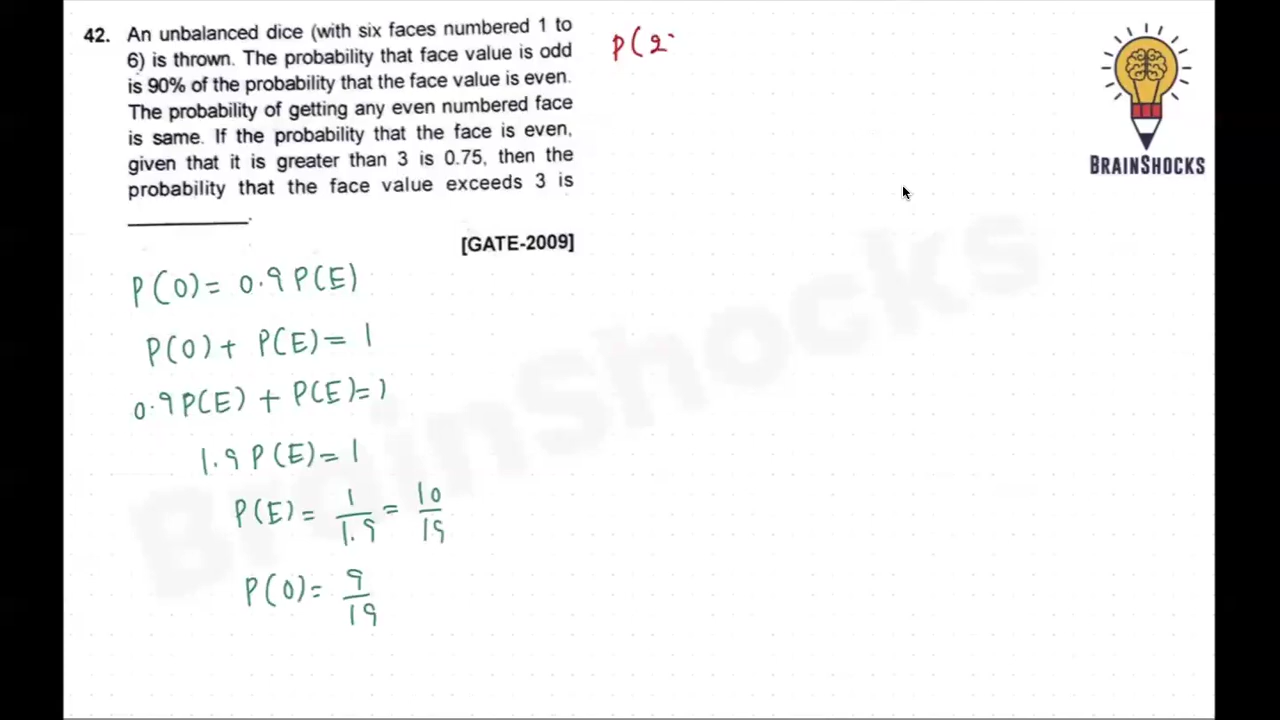 42. An unbalanced dice (with six faces numbered 1 to
6) is thrown. The probability that face value is odd
is 90% of the probability that the face value is even.
The probability of getting any even numbered face
is same. If the probability that the face is even,
given that it is greater than 3 is 0.75, then the
probability that the face value exceeds 3 is
[GATE-2009]
P(O)= 0.9 P(E)
P(O)+ P(E)= 1
0.9P(E) + P(E)=1
1.9 P(E)= 1
P(E)= 1/1.9 = 10/19
P(O)= 9/19
P(2
BRAINSHOCKS
BrainShocks